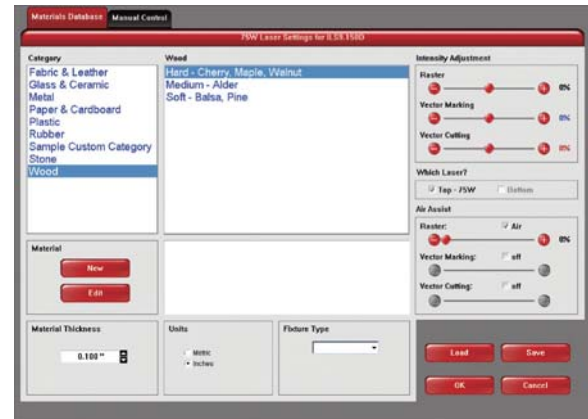 Materials Database Manual Control
75W Laser Settings for ILS9.150D
Category
Fabric & Leather
Glass & Ceramic
Metal
Paper & Cardboard
Plastic
Rubber
Sample Custom Category
Stone
Wood
Wood
Hard - Cherry, Maple, Walnut
Medium - Alder
Soft - Balsa, Pine
Intensity Adjustment
Raster
0%
Vector Marking
0%
Vector Cutting
0%
Which Laser?
Top - 75W Bottom
Air Assist
Raster: Air
0%
Vector Marking: off
Vector Cutting: off
Material
New
Edit
Material Thickness
0.100"
Units
Metric
Inches
Fixture Type
Load Save
OK Cancel